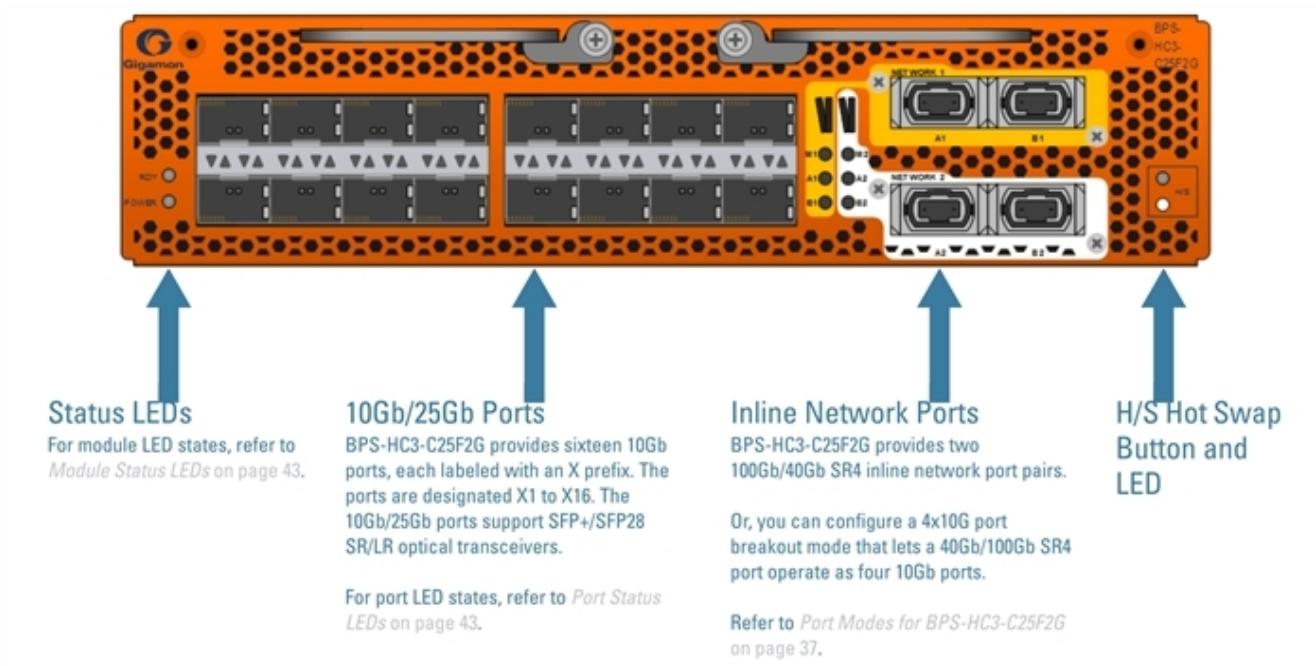 Gigamon
BPS-
HC3-
C25F2G
NETWORK 1
A1
B1
M1
M2
A1
A2
B1
B2
RDY
POWER
NETWORK 2
A2
B2
H/S
Status LEDs
For module LED states, refer to
Module Status LEDs on page 43.
10Gb/25Gb Ports
BPS-HC3-C25F2G provides sixteen 10Gb
ports, each labeled with an X prefix. The
ports are designated X1 to X16. The
10Gb/25Gb ports support SFP+/SFP28
SR/LR optical transceivers.
For port LED states, refer to Port Status
LEDs on page 43.
Inline Network Ports
BPS-HC3-C25F2G provides two
100Gb/40Gb SR4 inline network port pairs.
Or, you can configure a 4x10G port
breakout mode that lets a 40Gb/100Gb SR4
port operate as four 10Gb ports.
Refer to Port Modes for BPS-HC3-C25F2G
on page 37.
H/S Hot Swap
Button and
LED